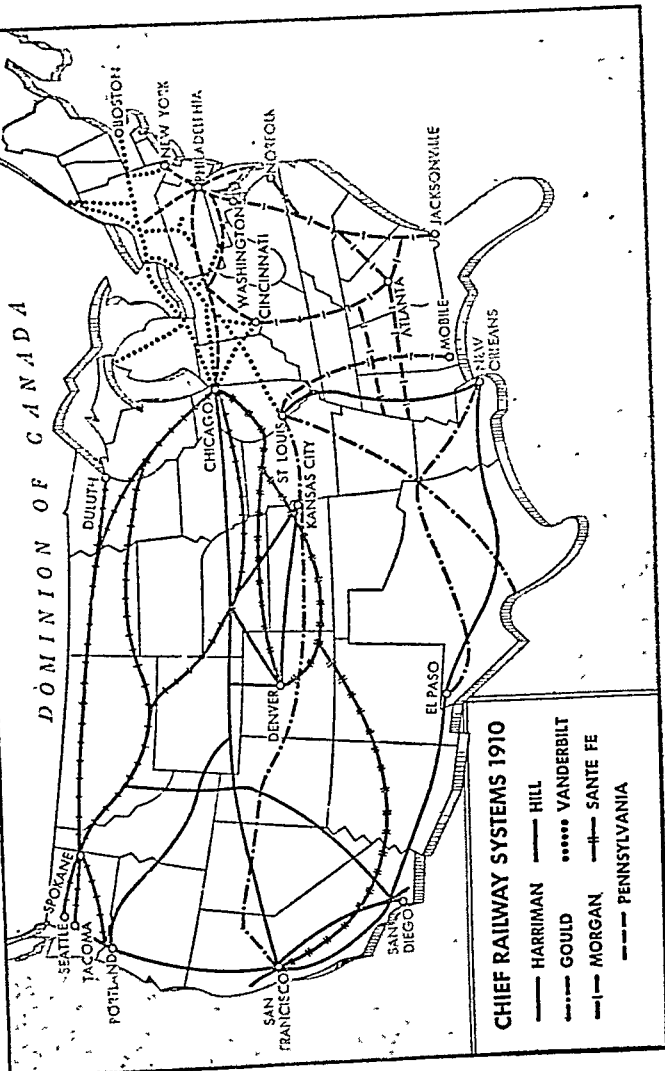 DOMINION OF CANADA
SPOKANE
SEATTLE
TACOMA
PORTLAND
SAN
FRANCISCO
SAN
DIEGO
DENVER
EL PASO
DULUTH
CHICAGO
ST LOUIS
KANSAS CITY
NEW
ORLEANS
MOBILE
ATLANTA
JACKSONVILLE
CINCINNATI
WASHINGTON
NORFOLK
PHILADELPHIA
NEW YORK
BOSTON
CHIEF RAILWAY SYSTEMS 1910
HARRIMAN HILL
GOULD VANDERBILT
MORGAN SANTE FE
PENNSYLVANIA